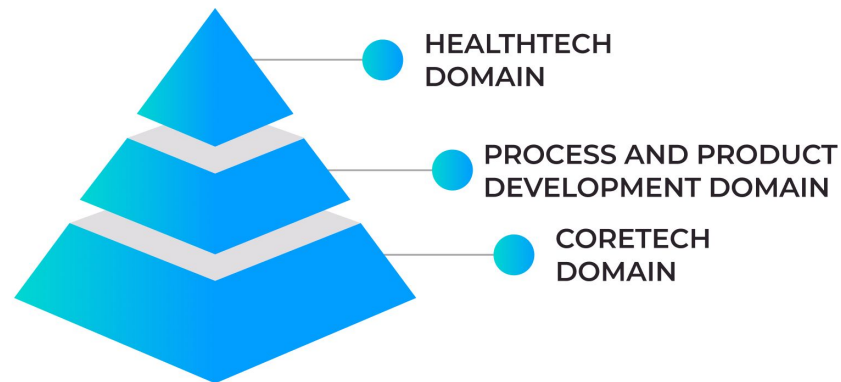 HEALTHTECH
DOMAIN
PROCESS AND PRODUCT
DEVELOPMENT DOMAIN
CORETECH
DOMAIN